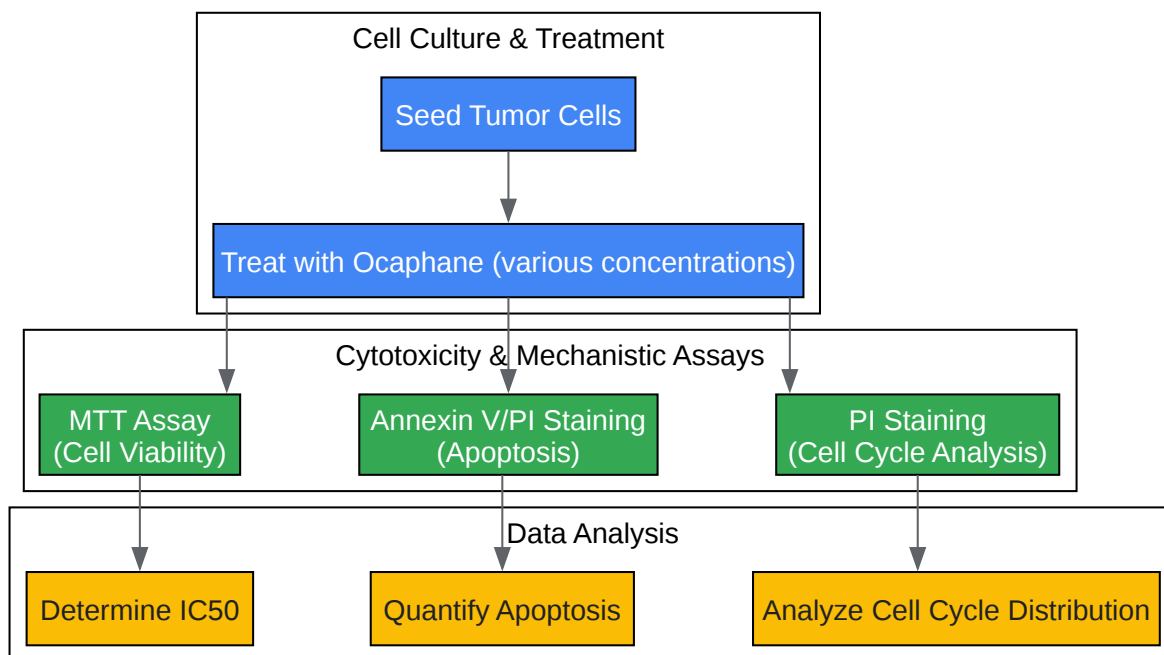 Cell Culture & Treatment
Seed Tumor Cells
Treat with Ocaphane (various concentrations)
Cytotoxicity & Mechanistic Assays
MTT Assay
(Cell Viability)
Annexin V/PI Staining
(Apoptosis)
PI Staining
(Cell Cycle Analysis)
Data Analysis
Determine IC50
Quantify Apoptosis
Analyze Cell Cycle Distribution